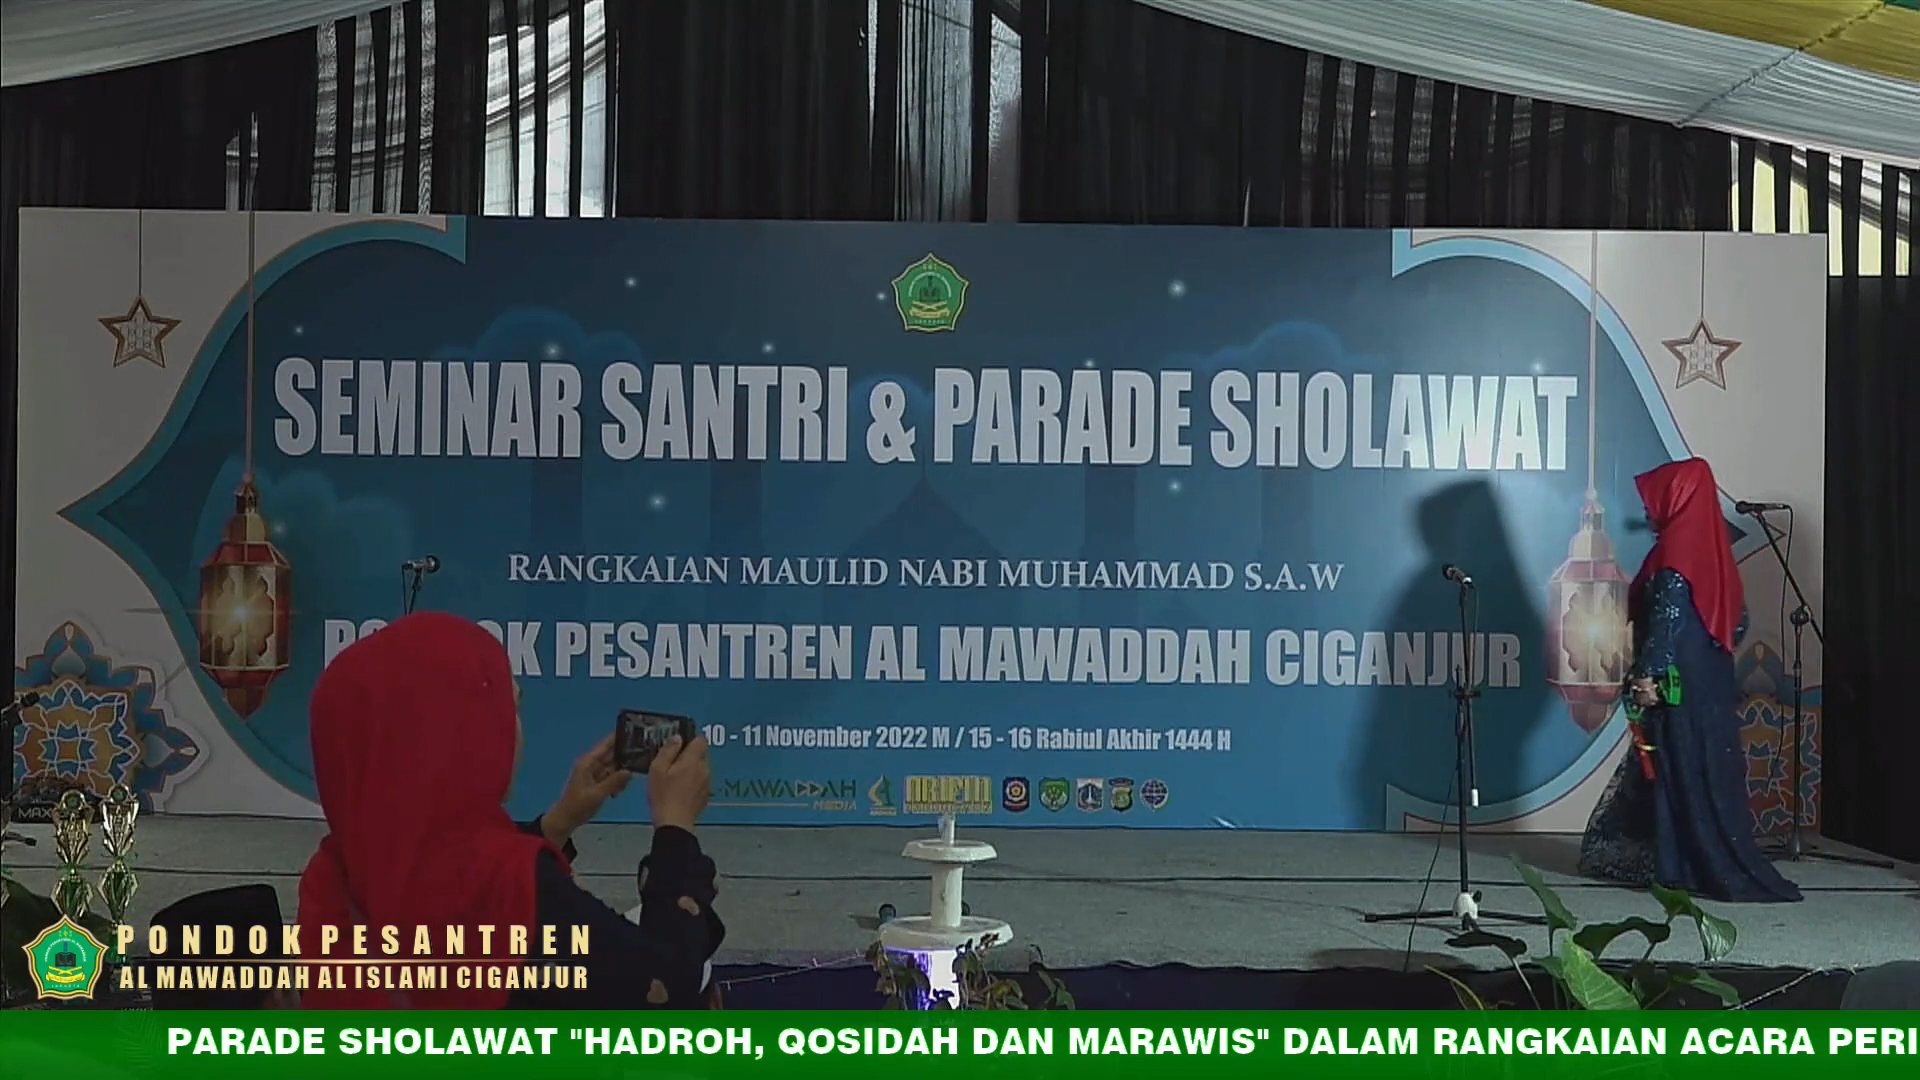 SEMINAR SANTRI & PARADE SHOLAWAT
RANGKAIAN MAULID NABI MUHAMMAD S.A.W
PESANTREN AL MAWADDAH CIGANJUR
10 - 11 November 2022 M / 15 - 16 Rabiul Akhir 1444 H
MEDIA
PONDOK PESANTREN
AL MAWADDAH AL ISLAMI CIGANJUR
PARADE SHOLAWAT "HADROH, QOSIDAH DAN MARAWIS" DALAM RANGKAIAN ACARA PERI